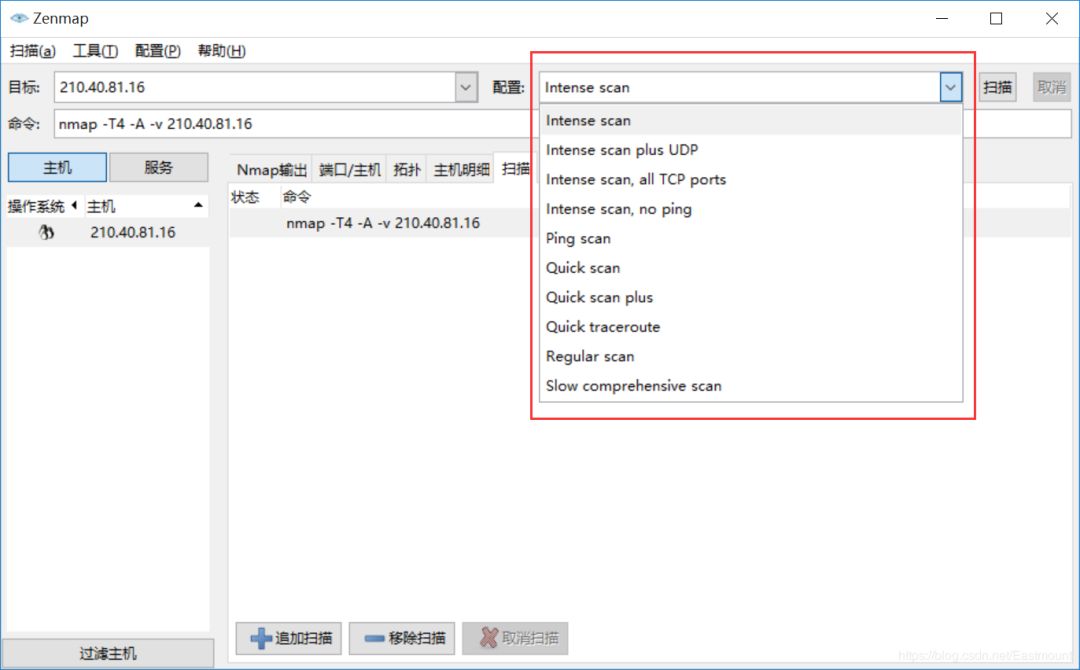 Zenmap
扫描(a) 工具(T) 配置(P) 帮助(H)
目标: 210.40.81.16 配置: Intense scan 扫描 取消
命令: nmap -T4 -A -v 210.40.81.16
主机 服务
Nmap输出 端口/主机 拓扑 主机明细 扫描
操作系统 主机
210.40.81.16
状态 命令
nmap -T4 -A -v 210.40.81.16
Intense scan
Intense scan plus UDP
Intense scan, all TCP ports
Intense scan, no ping
Ping scan
Quick scan
Quick scan plus
Quick traceroute
Regular scan
Slow comprehensive scan
追加扫描 移除扫描 取消扫描
过滤主机
https://blog.csdn.net/Eastmount